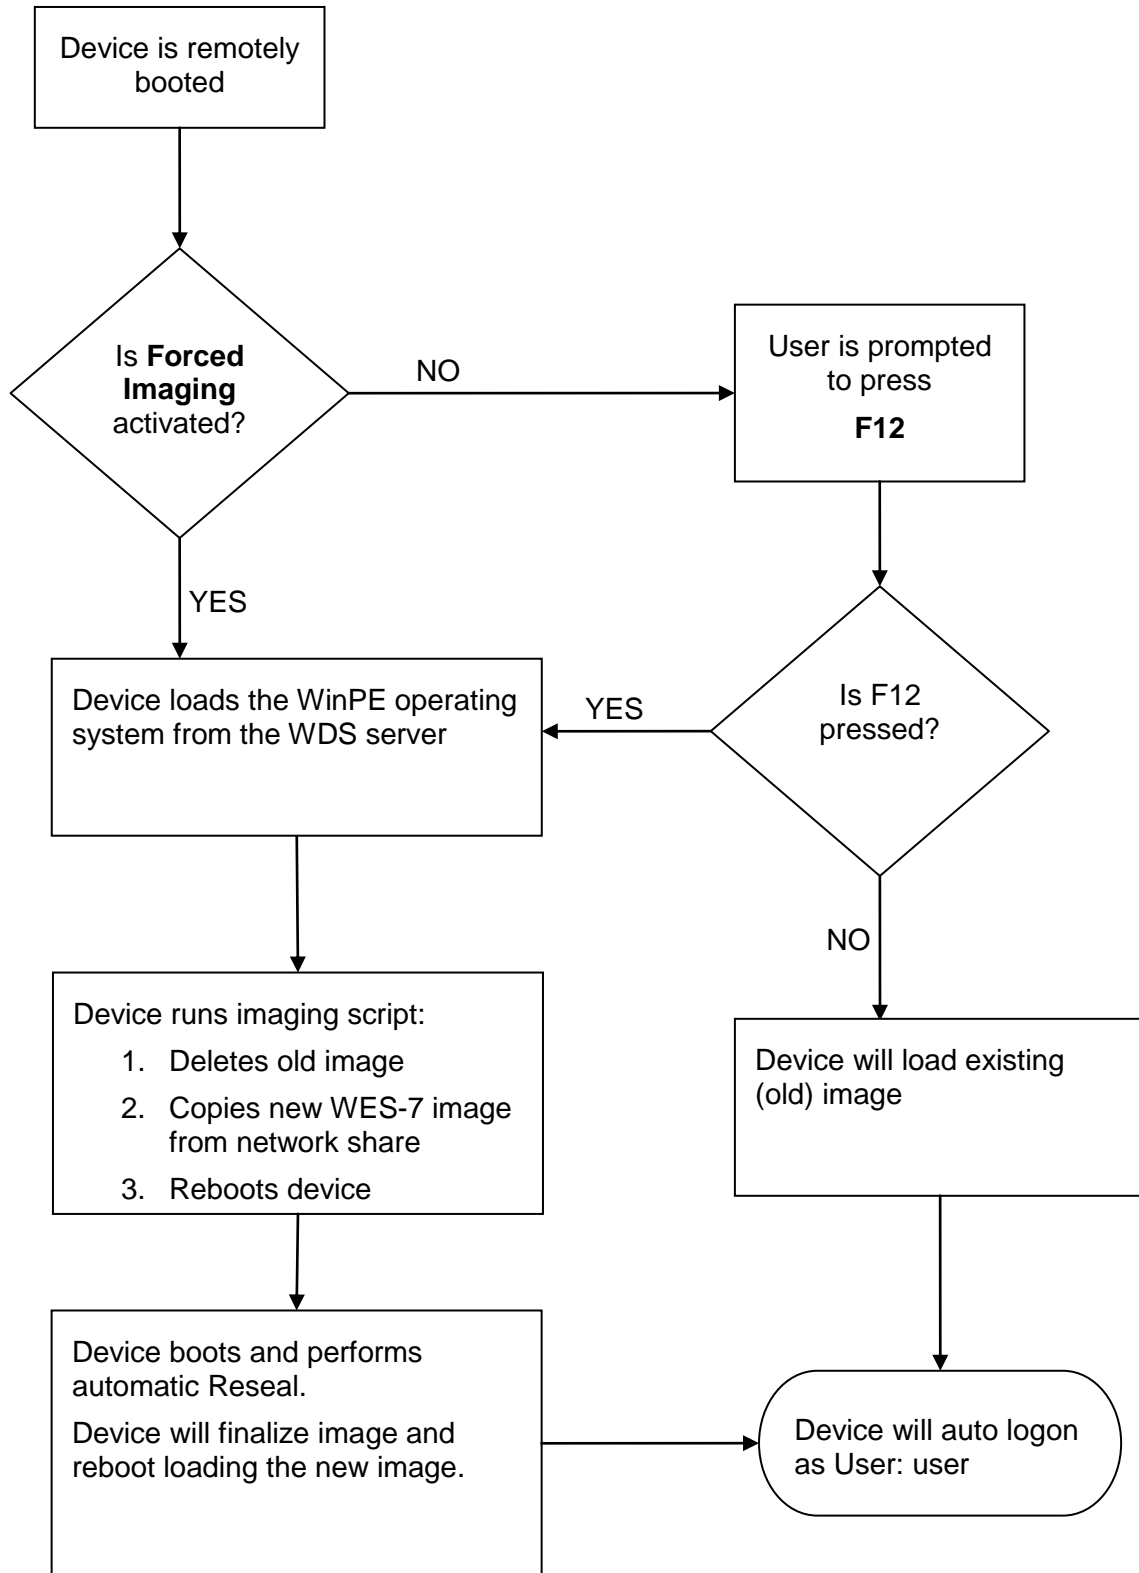 Device is remotely
booted
Is Forced
Imaging
activated?
NO
User is prompted
to press
F12
YES
Device loads the WinPE operating
system from the WDS server
YES
Is F12
pressed?
NO
Device runs imaging script:
1. Deletes old image
2. Copies new WES-7 image
from network share
3. Reboots device
Device will load existing
(old) image
Device boots and performs
automatic Reseal.
Device will finalize image and
reboot loading the new image.
Device will auto logon
as User: user